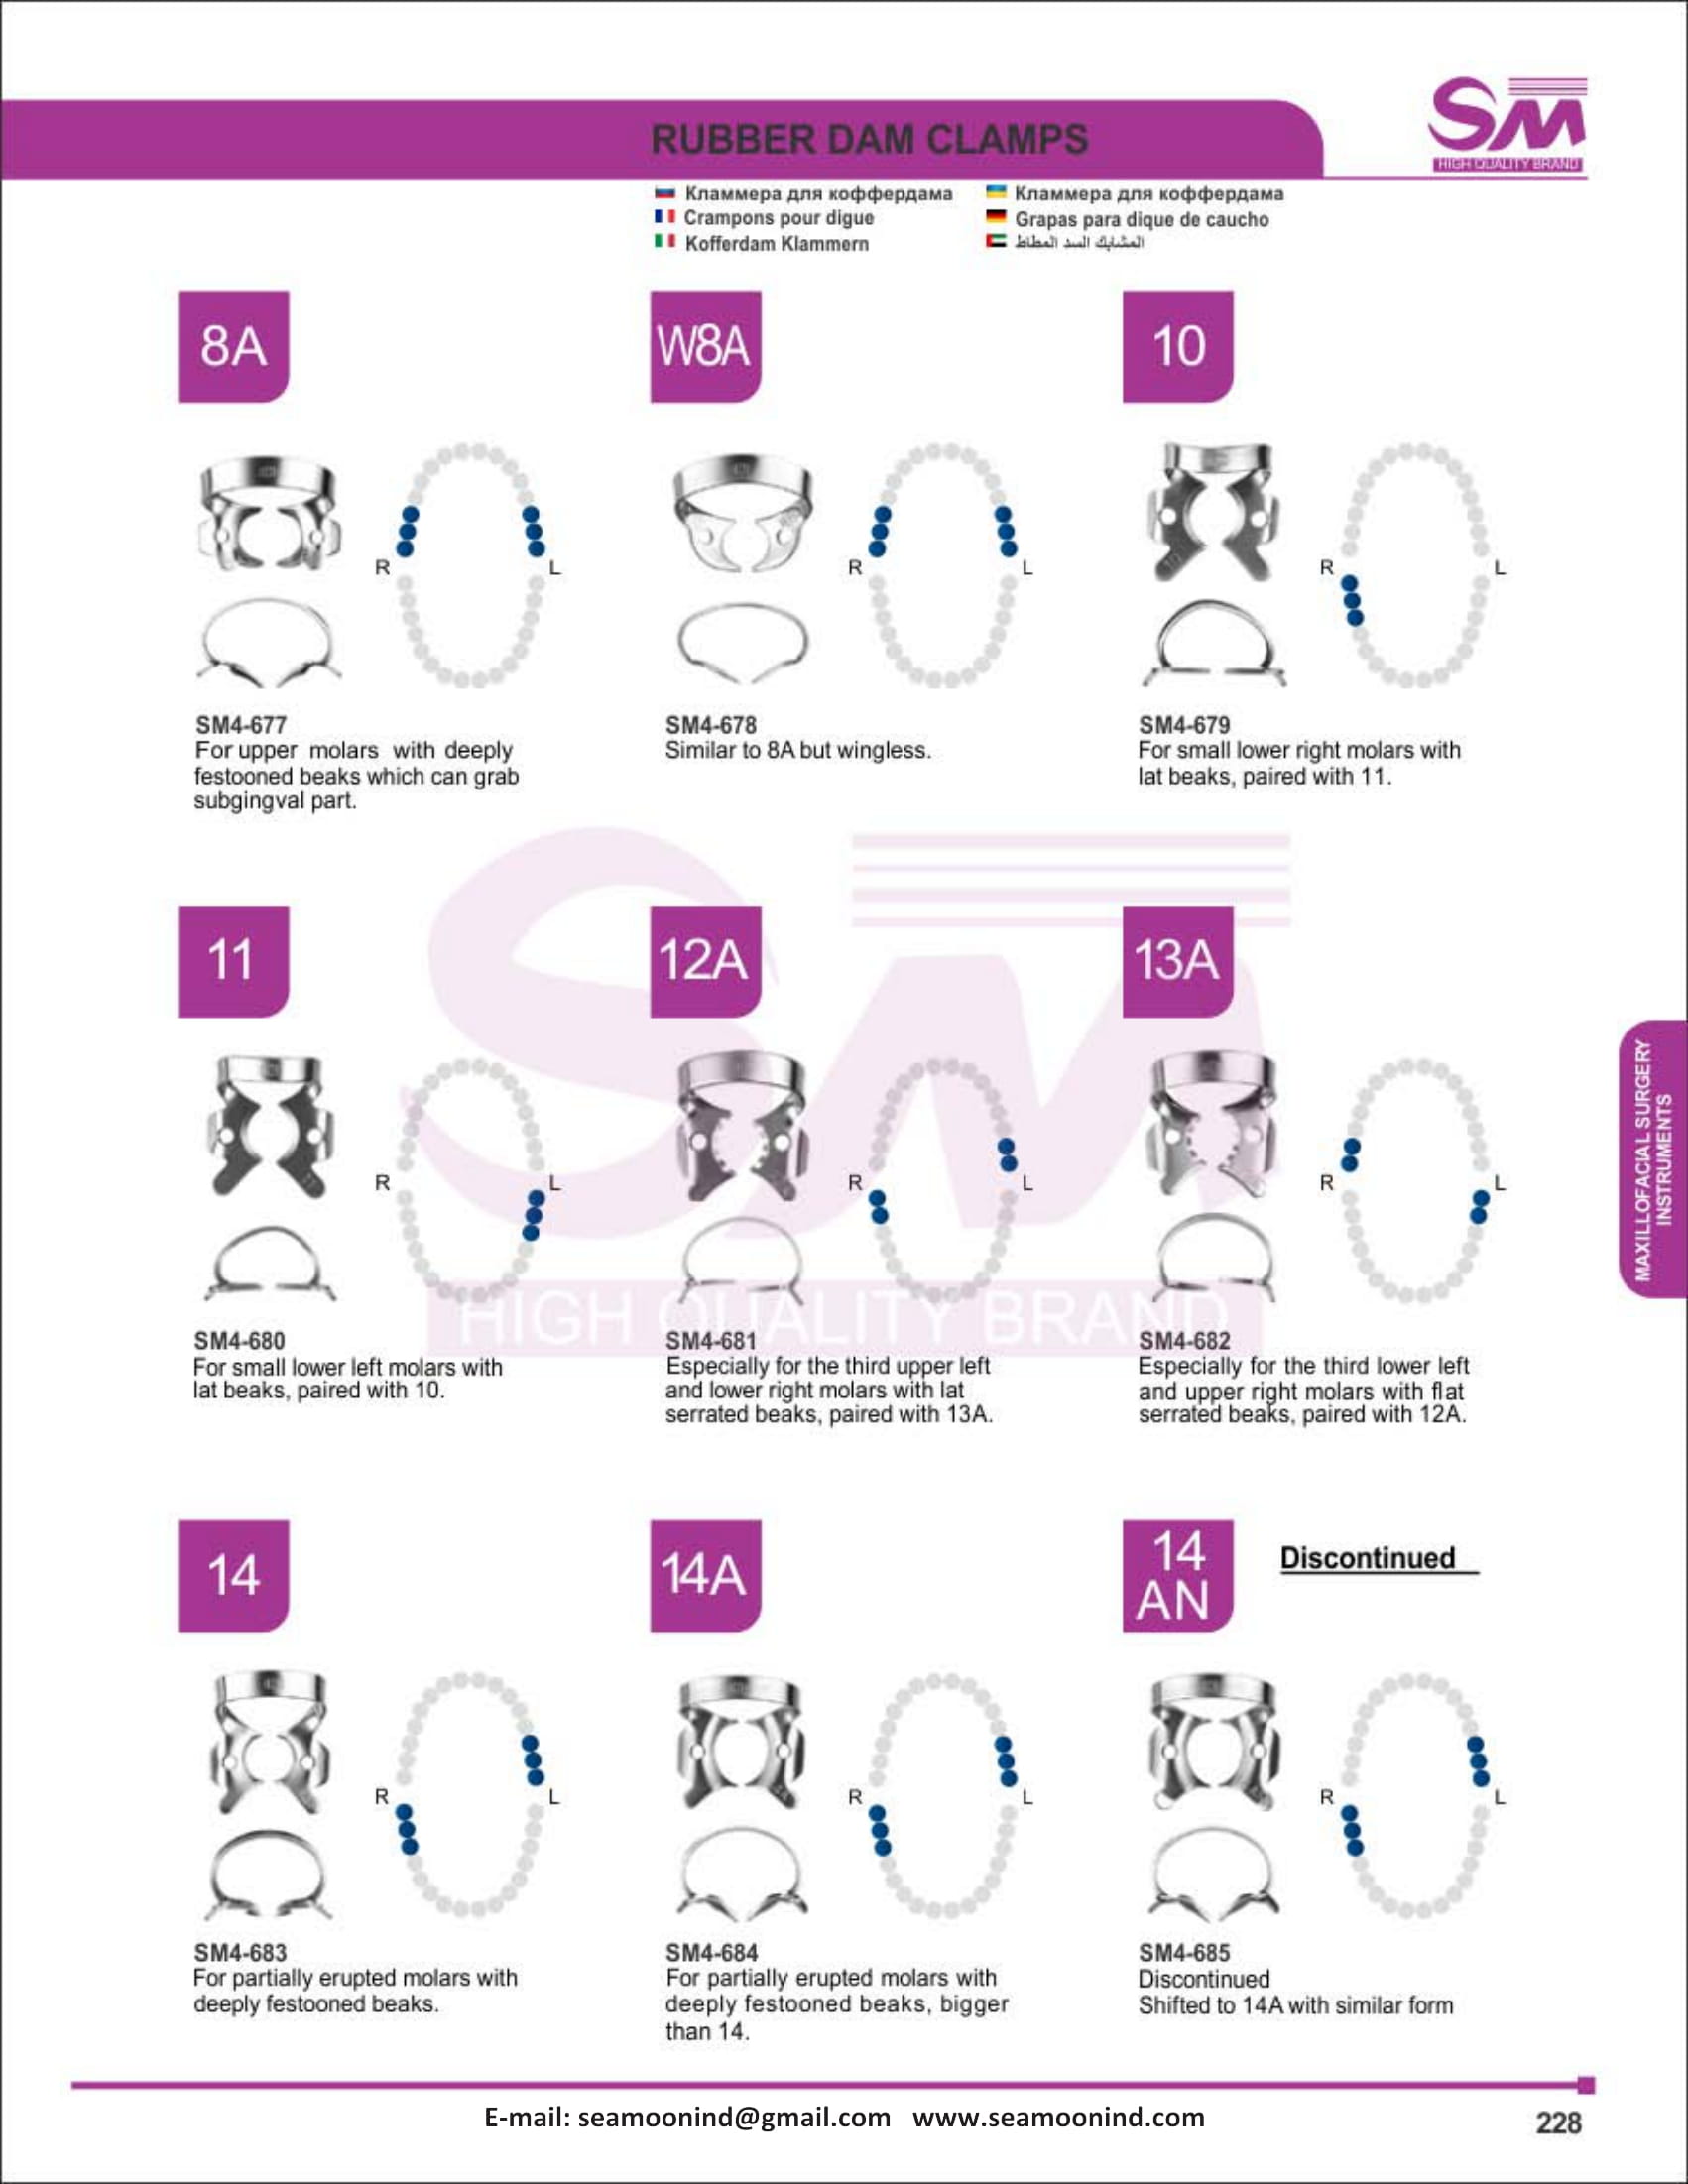 SM
HIGH QUALITY BRAND
RUBBER DAM CLAMPS
Кламмера для коффердама
Crampons pour digue
Kofferdam Klammern
Кламмера для коффердама
Grapas para dique de caucho
المشابك السد المطاط
8A
R
L
SM4-677
For upper molars with deeply
festooned beaks which can grab
subgingval part.
W8A
R
L
SM4-678
Similar to 8A but wingless.
10
R
L
SM4-679
For small lower right molars with
lat beaks, paired with 11.
11
R
L
SM4-680
For small lower left molars with
lat beaks, paired with 10.
12A
R
L
SM4-681
Especially for the third upper left
and lower right molars with lat
serrated beaks, paired with 13A.
13A
R
L
SM4-682
Especially for the third lower left
and upper right molars with flat
serrated beaks, paired with 12A.
SM
HIGH QUALITY BRAND
MAXILLOFACIAL SURGERY
INSTRUMENTS
14
R
L
SM4-683
For partially erupted molars with
deeply festooned beaks.
14A
R
L
SM4-684
For partially erupted molars with
deeply festooned beaks, bigger
than 14.
14
AN
Discontinued
R
L
SM4-685
Discontinued
Shifted to 14A with similar form
E-mail: seamoonind@gmail.com www.seamoonind.com
228